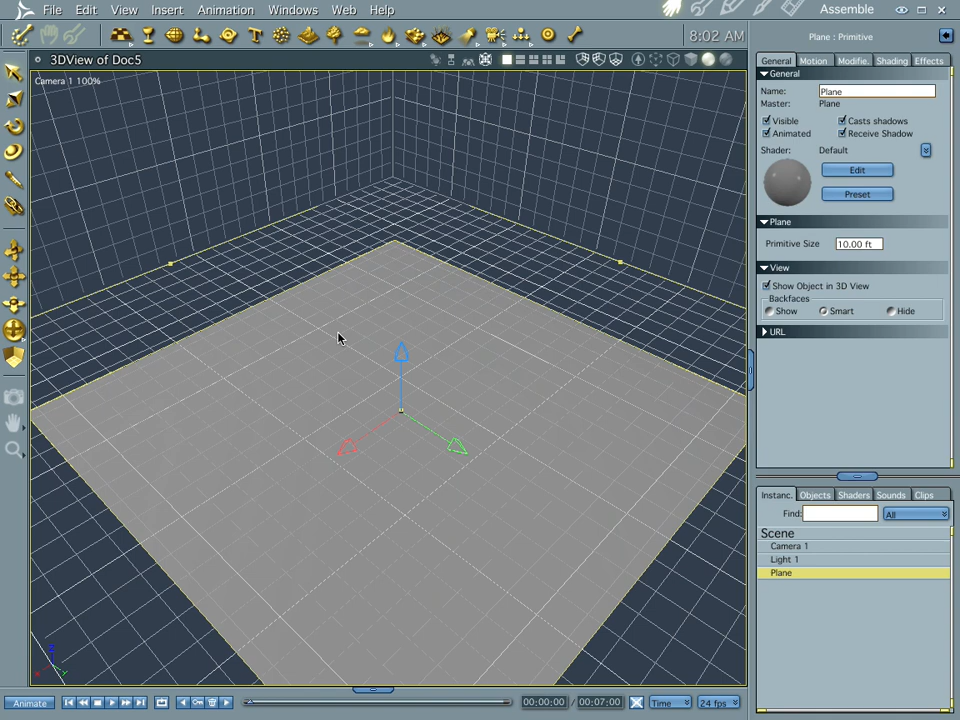 File Edit View Insert Animation Windows Web Help Assemble
8:02 AM
Plane : Primitive
3DView of Doc5
Camera 1 100%
General Motion Modifie. Shading Effects
General
Name: Plane
Master: Plane
Visible Casts shadows
Animated Receive Shadow
Shader: Default
Edit
Preset
Plane
Primitive Size 10.00 ft
View
Show Object in 3D View
Backfaces
Show Smart Hide
URL
Instanc. Objects Shaders Sounds Clips
Find: All
Scene
Camera 1
Light 1
Plane
Animate 00:00:00 / 00:07:00 Time 24 fps